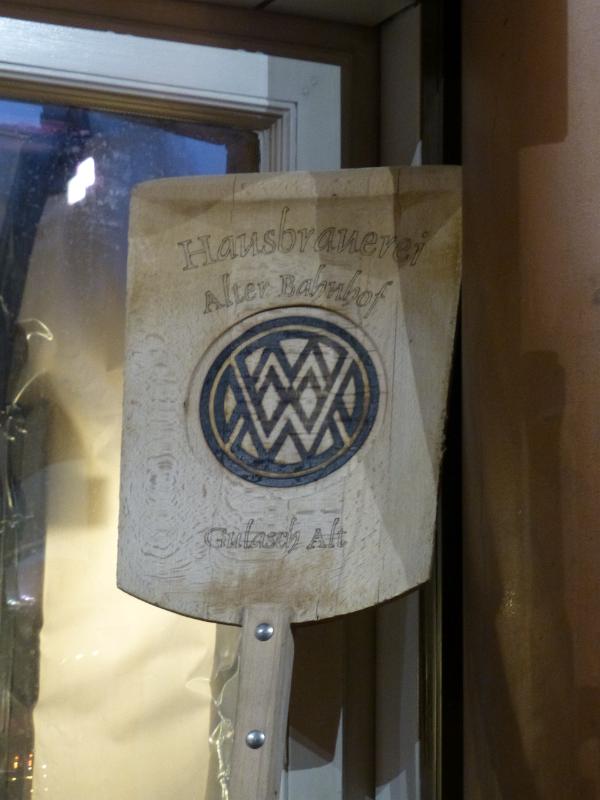 Hausbrauerei
Alter Bahnhof
Gulasch Alt